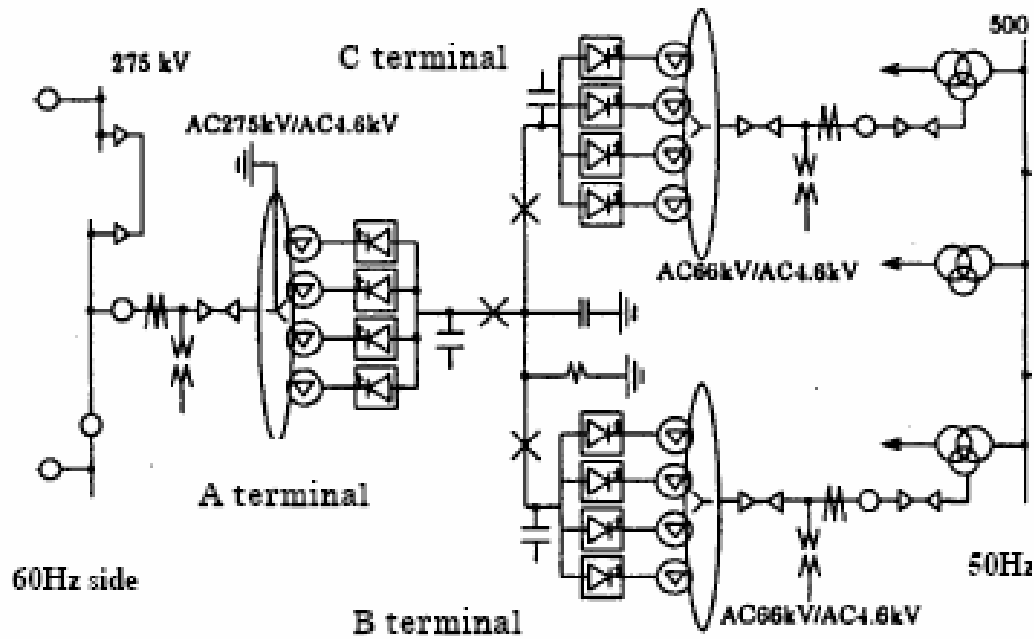 500
275 kV
C terminal
AC275kV/AC4.6kV
AC66kV/AC4.6kV
A terminal
60Hz side
50Hz
AC66kV/AC4.6kV
B terminal